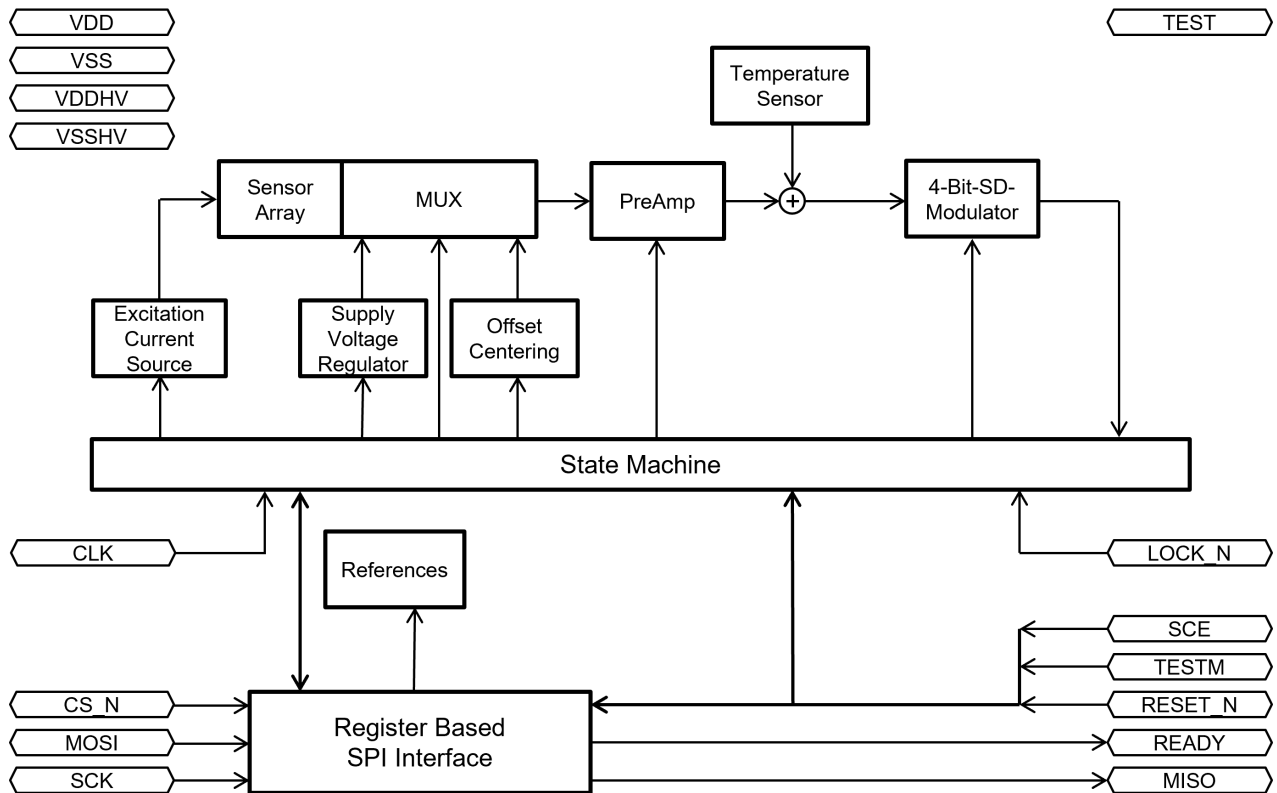 VDD
TEST
VSS
VDDHV
VSSHV
Temperature
Sensor
Sensor
Array
MUX
PreAmp
+
4-Bit-SD-
Modulator
Excitation
Current
Source
Supply
Voltage
Regulator
Offset
Centering
State Machine
CLK
References
LOCK_N
SCE
TESTM
CS_N
RESET_N
Register Based
SPI Interface
MOSI
READY
SCK
MISO